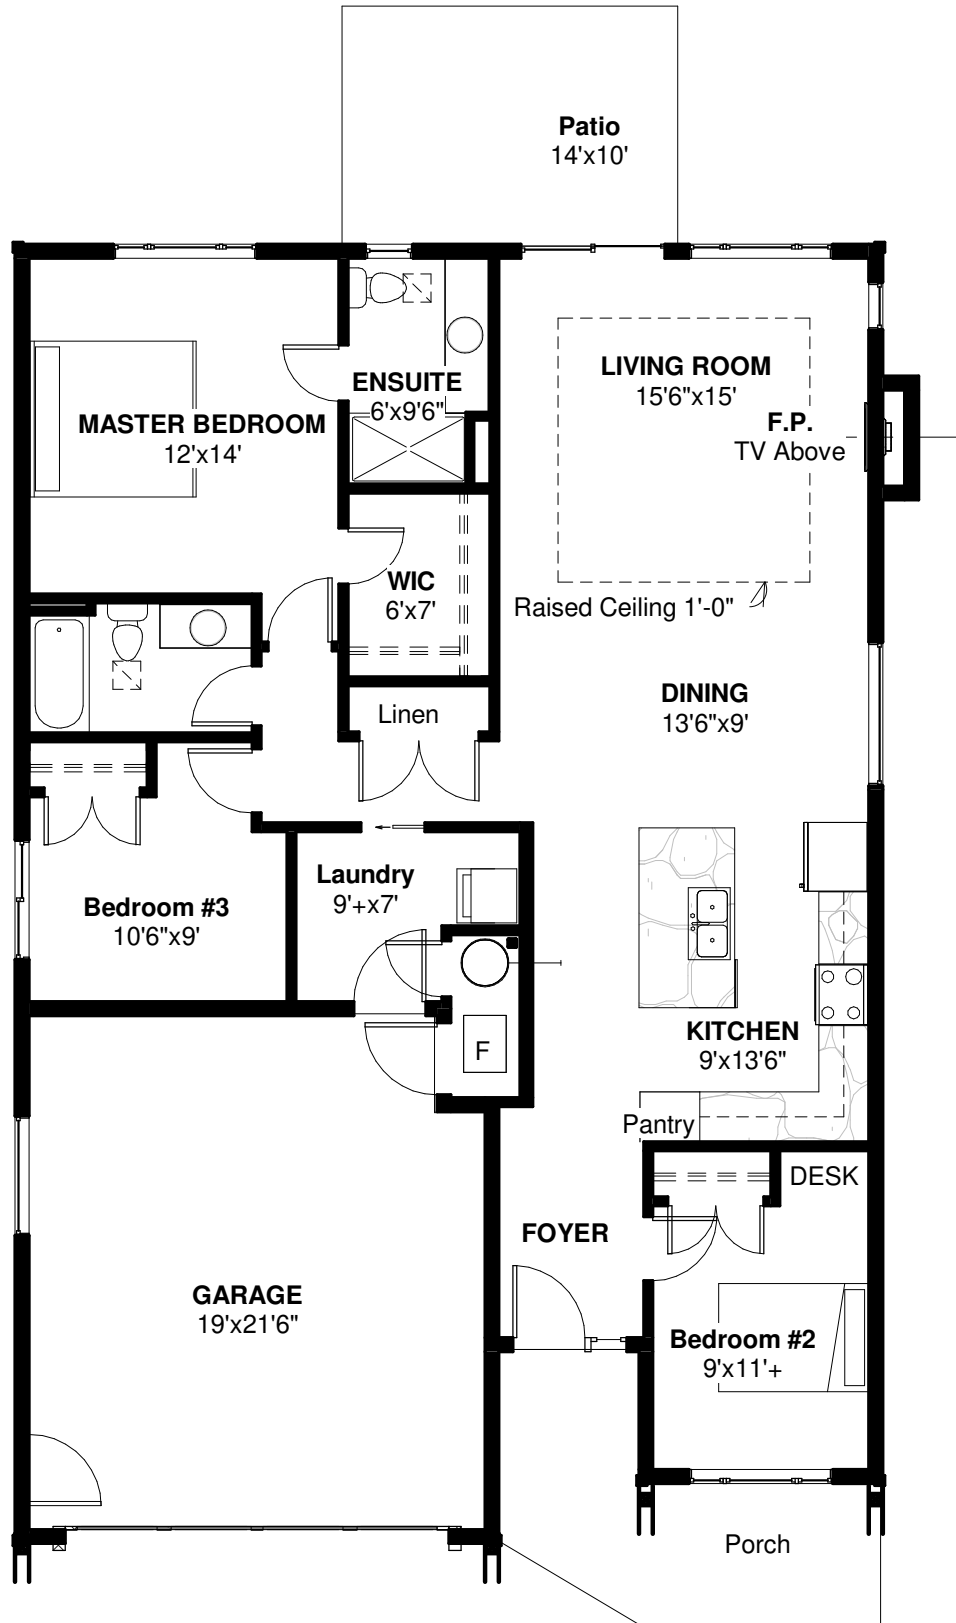 Patio
14'x10'
LIVING ROOM
15'6"x15'
ENSUITE
6'x9'6"
MASTER BEDROOM
12'x14'
F.P.
TV Above
WIC
6'x7'
Raised Ceiling 1'-0"
DINING
13'6"x9'
Linen
Laundry
9'+x7'
Bedroom #3
10'6"x9'
KITCHEN
9'x13'6"
F
Pantry
DESK
FOYER
GARAGE
19'x21'6"
Bedroom #2
9'x11'+
Porch